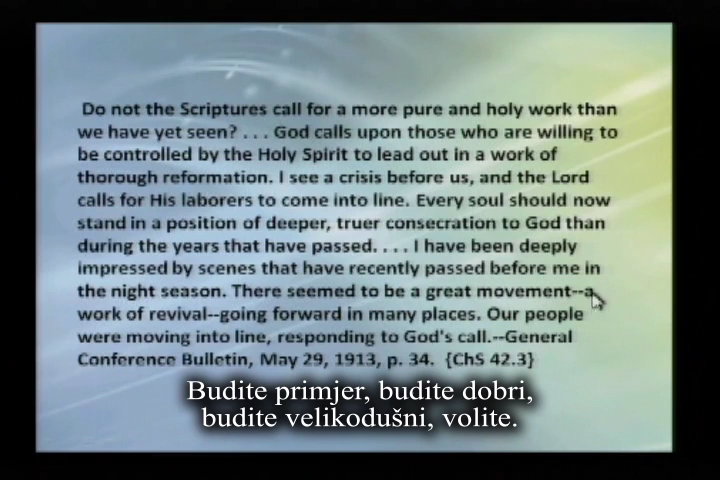 Do not the Scriptures call for a more pure and holy work than
we have yet seen? . . . God calls upon those who are willing to
be controlled by the Holy Spirit to lead out in a work of
thorough reformation. I see a crisis before us, and the Lord
calls for His laborers to come into line. Every soul should now
stand in a position of deeper, truer consecration to God than
during the years that have passed. . . . I have been deeply
impressed by scenes that have recently passed before me in
the night season. There seemed to be a great movement--a
work of revival--going forward in many places. Our people
were moving into line, responding to God's call.--General
Conference Bulletin, May 29, 1913, p. 34.  {ChS 42.3}
Budite primjer, budite dobri,
budite velikodušni, volite.